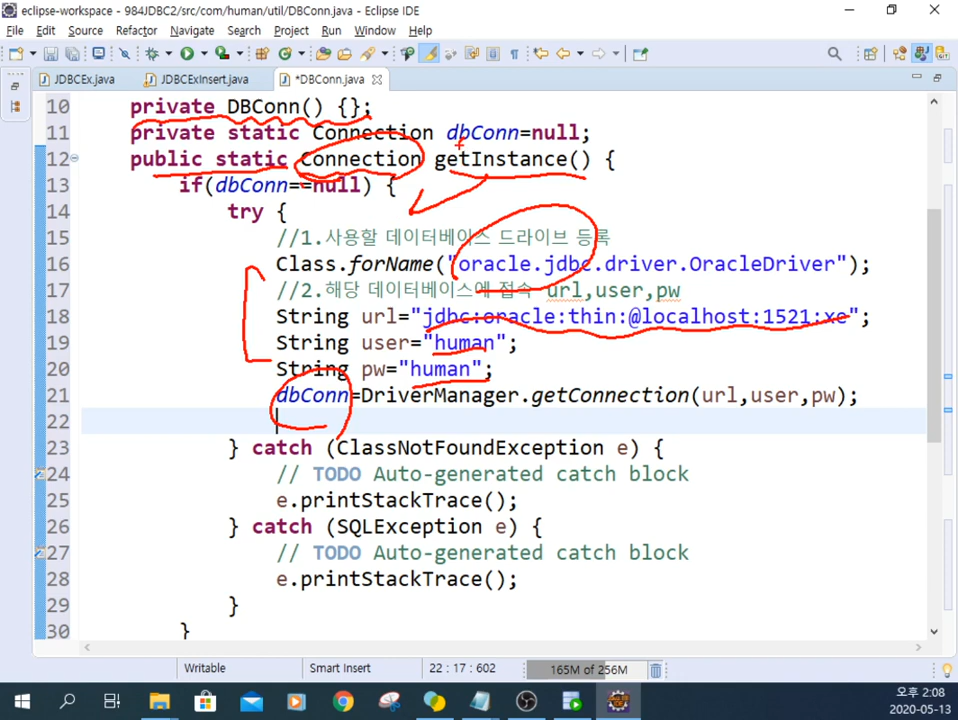 eclipse-workspace - 984JDBC2/src/com/human/util/DBConn.java - Eclipse IDE
File Edit Source Refactor Navigate Search Project Run Window Help
JDBCEx.java JDBCExInsert.java *DBConn.java
10 private DBConn() {};
11 private static Connection dbConn=null;
12 public static Connection getInstance() {
13 if(dbConn==null) {
14 try {
15 //1.사용할 데이터베이스 드라이브 등록
16 Class.forName("oracle.jdbc.driver.OracleDriver");
17 //2.해당 데이터베이스에 접속 url,user,pw
18 String url="jdbc:oracle:thin:@localhost:1521:xe";
19 String user="human";
20 String pw="human";
21 dbConn=DriverManager.getConnection(url,user,pw);
22
23 } catch (ClassNotFoundException e) {
24 // TODO Auto-generated catch block
25 e.printStackTrace();
26 } catch (SQLException e) {
27 // TODO Auto-generated catch block
28 e.printStackTrace();
29 }
30 }
Writable Smart Insert 22 : 17 : 602 165M of 256M
오후 2:08
2020-05-13